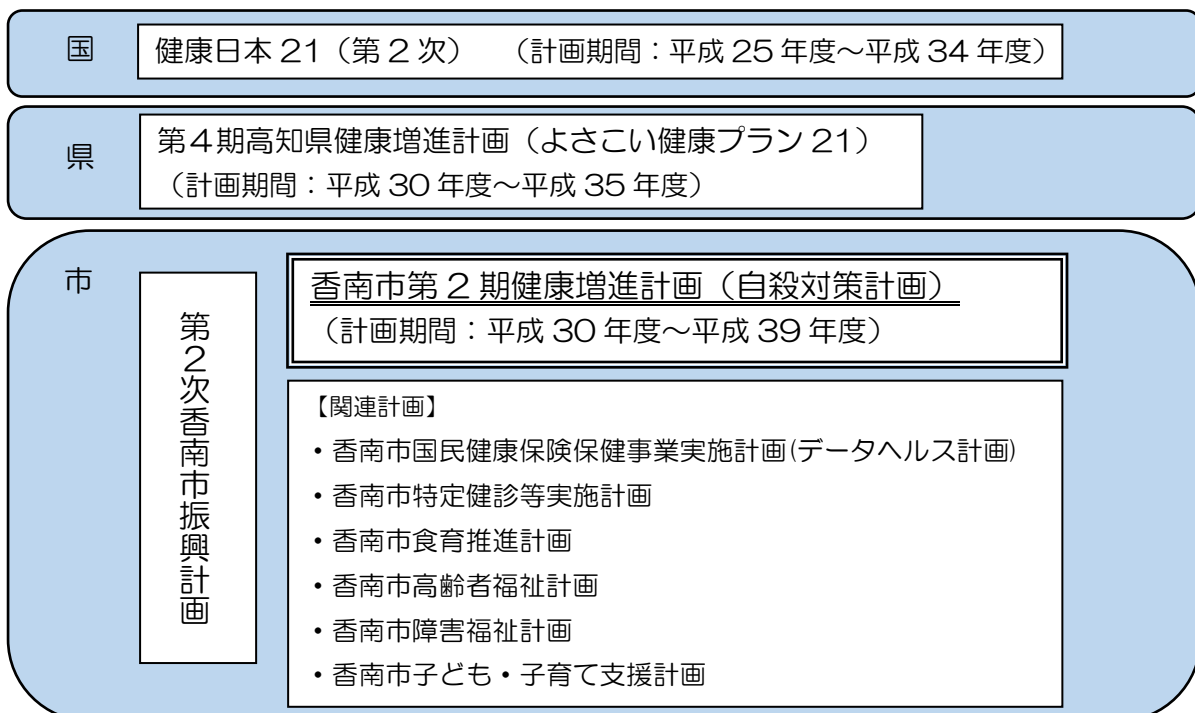 国
健康日本21（第2次）　（計画期間：平成25年度～平成34年度）
県
第4期高知県健康増進計画（よさこい健康プラン21）
（計画期間：平成30年度～平成35年度）
市
第2次香南市振興計画
香南市第2期健康増進計画（自殺対策計画）
（計画期間：平成30年度～平成39年度）
【関連計画】
・香南市国民健康保険保健事業実施計画(データヘルス計画)
・香南市特定健診等実施計画
・香南市食育推進計画
・香南市高齢者福祉計画
・香南市障害福祉計画
・香南市子ども・子育て支援計画